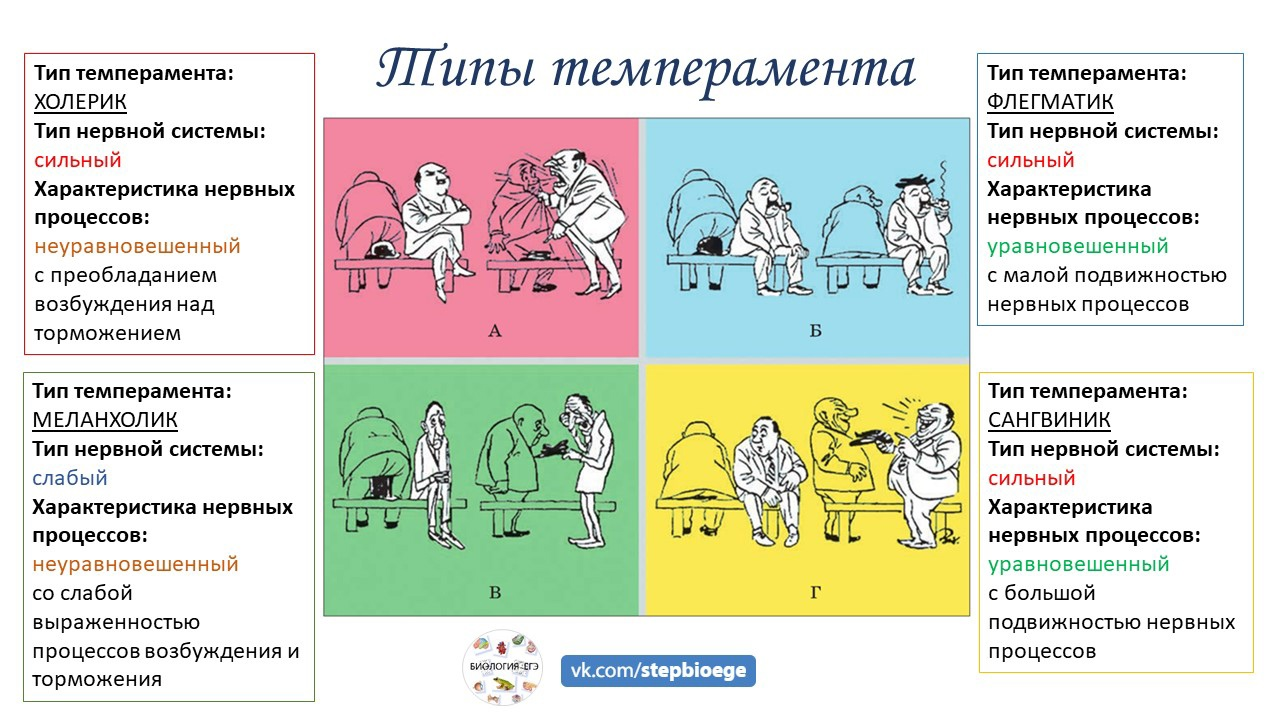 Типы темперамента
Тип темперамента:
ХОЛЕРИК
Тип нервной системы:
сильный
Характеристика нервных
процессов:
неуравновешенный
с преобладанием
возбуждения над
торможением
Тип темперамента:
МЕЛАНХОЛИК
Тип нервной системы:
слабый
Характеристика нервных
процессов:
неуравновешенный
со слабой
выраженностью
процессов возбуждения и
торможения
А
Б
В
Г
Тип темперамента:
ФЛЕГМАТИК
Тип нервной системы:
сильный
Характеристика
нервных процессов:
уравновешенный
с малой подвижностью
нервных процессов
Тип темперамента:
САНГВИНИК
Тип нервной системы:
сильный
Характеристика
нервных процессов:
уравновешенный
с большой
подвижностью нервных
процессов
БИОЛОГИЯ ЕГЭ
vk.com/stepbioege